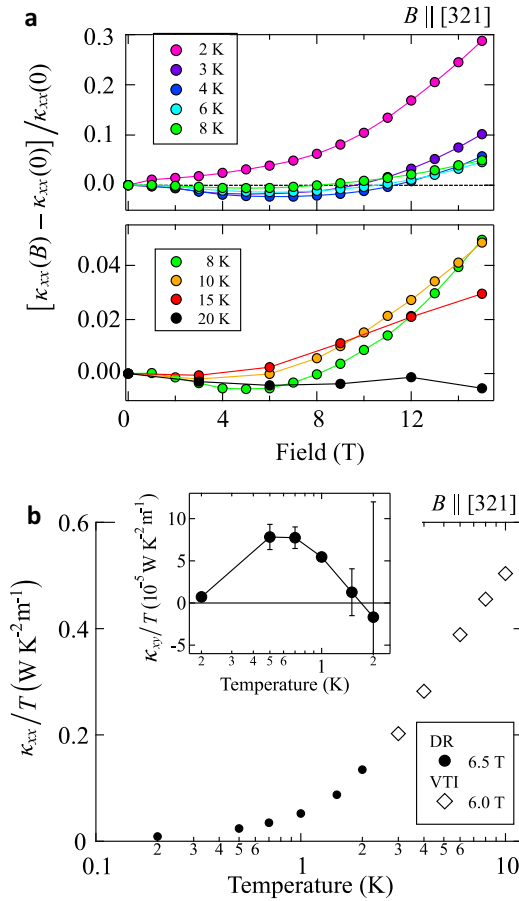 a
B || [321]
[κxx(B) − κxx(0)] / κxx(0)
0.3
0.2
0.1
0.0
2 K
3 K
4 K
6 K
8 K
0.04
0.02
0.00
8 K
10 K
15 K
20 K
0
4
8
12
Field (T)
b
B || [321]
κxx/T (W K⁻² m⁻¹)
0.6
0.4
0.2
0
κxy/T (10⁻⁵ W K⁻² m⁻¹)
10
5
0
-5
2
3
4
5
6
1
2
Temperature (K)
DR
6.5 T
VTI
6.0 T
0.1
2
3
4
5
6
1
2
3
4
5
6
10
Temperature (K)